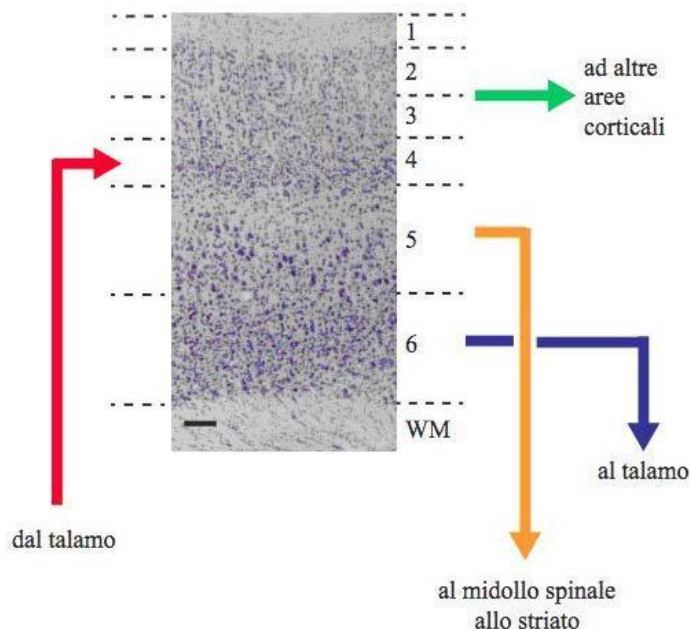 1
2
3
4
5
6
WM
ad altre
aree
corticali
dal talamo
al talamo
al midollo spinale
allo striato